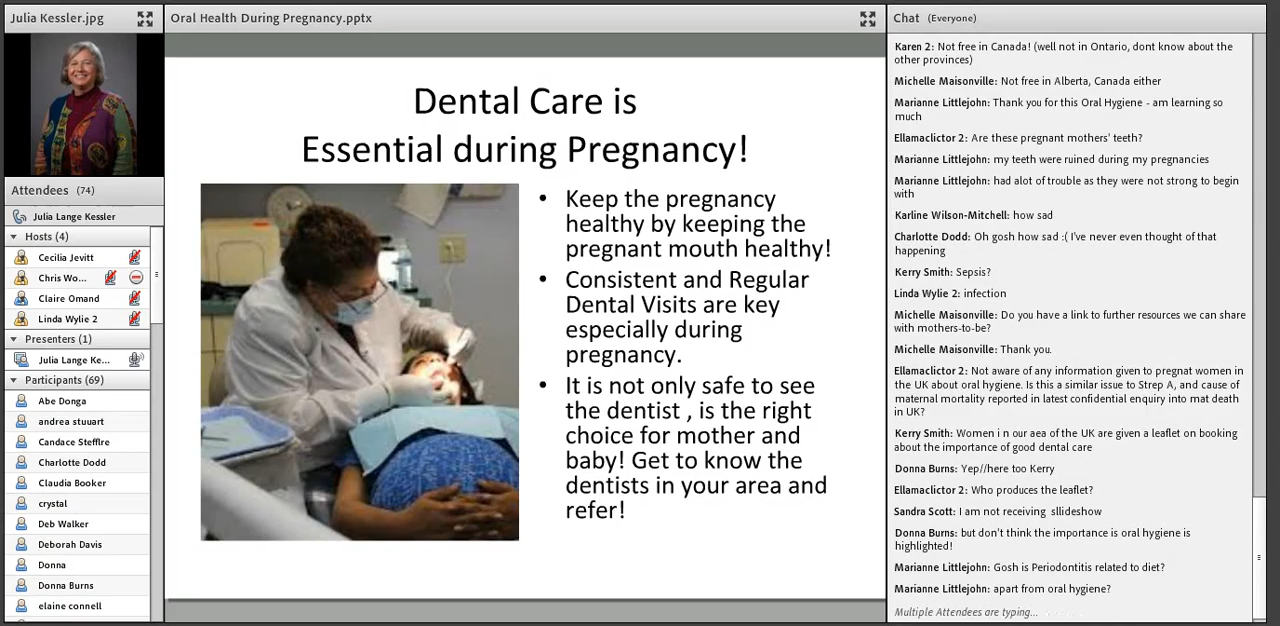 Julia Kessler.jpg
Attendees (74)
Julia Lange Kessler
Hosts (4)
Cecilia Jevitt
Chris Wo...
Claire Omand
Linda Wylie 2
Presenters (1)
Julia Lange Ke...
Participants (69)
Abe Donga
andrea stuuart
Candace Stefflre
Charlotte Dodd
Claudia Booker
crystal
Deb Walker
Deborah Davis
Donna
Donna Burns
elaine connell
Oral Health During Pregnancy.pptx
Dental Care is
Essential during Pregnancy!
• Keep the pregnancy
healthy by keeping the
pregnant mouth healthy!
• Consistent and Regular
Dental Visits are key
especially during
pregnancy.
• It is not only safe to see
the dentist , is the right
choice for mother and
baby! Get to know the
dentists in your area and
refer!
Chat (Everyone)
Karen 2: Not free in Canada! (well not in Ontario, dont know about the
other provinces)
Michelle Maisonville: Not free in Alberta, Canada either
Marianne Littlejohn: Thank you for this Oral Hygiene - am learning so
much
Ellamaclictor 2: Are these pregnant mothers' teeth?
Marianne Littlejohn: my teeth were ruined during my pregnancies
Marianne Littlejohn: had alot of trouble as they were not strong to begin
with
Karline Wilson-Mitchell: how sad
Charlotte Dodd: Oh gosh how sad :( I've never even thought of that
happening
Kerry Smith: Sepsis?
Linda Wylie 2: infection
Michelle Maisonville: Do you have a link to further resources we can share
with mothers-to-be?
Michelle Maisonville: Thank you.
Ellamaclictor 2: Not aware of any information given to pregnat women in
the UK about oral hygiene. Is this a similar issue to Strep A, and cause of
maternal mortality reported in latest confidential enquiry into mat death
in UK?
Kerry Smith: Women i n our aea of the UK are given a leaflet on booking
about the importance of good dental care
Donna Burns: Yep//here too Kerry
Ellamaclictor 2: Who produces the leaflet?
Sandra Scott: I am not receiving sllideshow
Donna Burns: but don't think the importance is oral hygiene is
highlighted!
Marianne Littlejohn: Gosh is Periodontitis related to diet?
Marianne Littlejohn: apart from oral hygiene?
Multiple Attendees are typing...